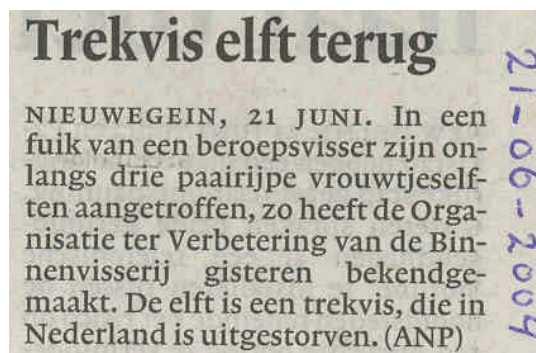 Trekvis elft terug
NIEUWEGEIN, 21 JUNI. In een
fuik van een beroepsvisser zijn on-
langs drie paairijpe vrouwtjeself-
ten aangetroffen, zo heeft de Orga-
nisatie ter Verbetering van de Bin-
nenvisserij gisteren bekendge-
maakt. De elft is een trekvis, die in
Nederland is uitgestorven. (ANP)
21-06-2004